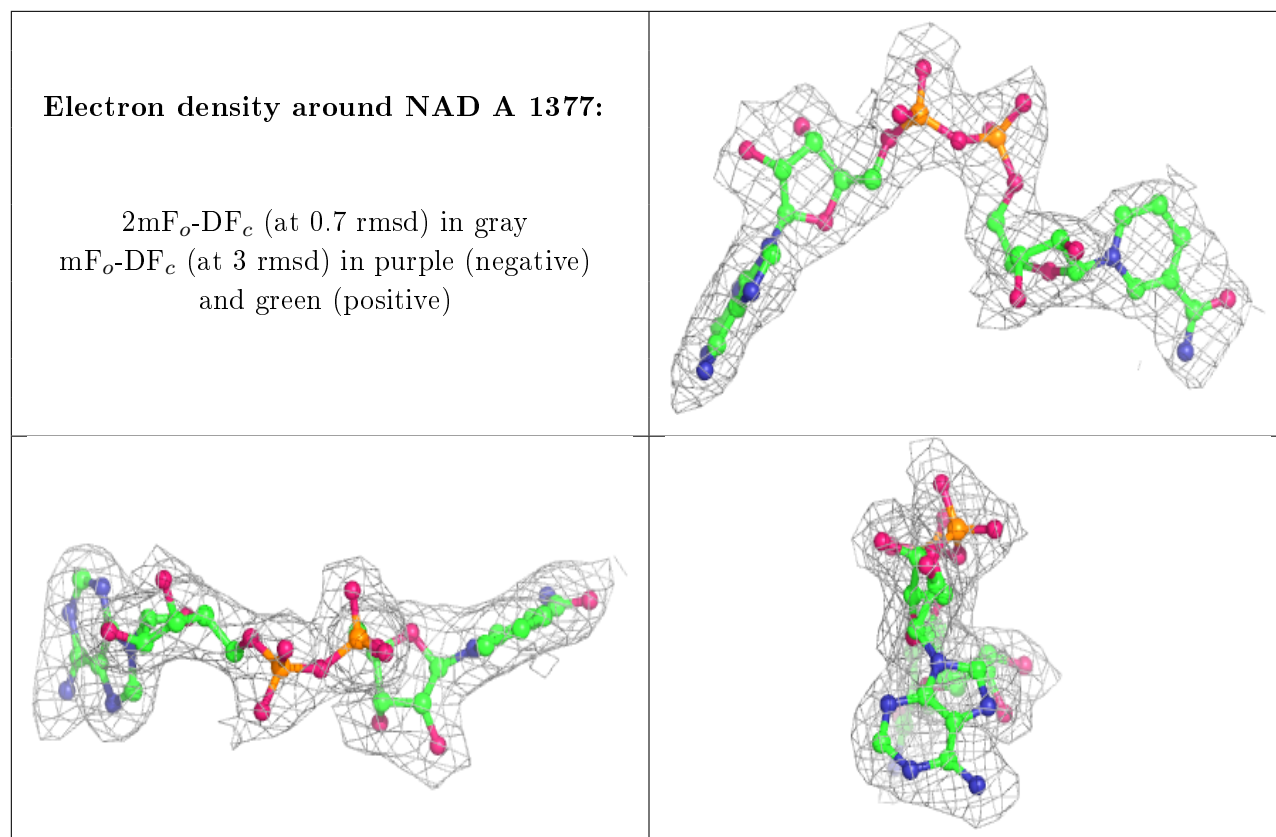 Electron density around NAD A 1377:
2mFo-DFc (at 0.7 rmsd) in gray
mFo-DFc (at 3 rmsd) in purple (negative)
and green (positive)